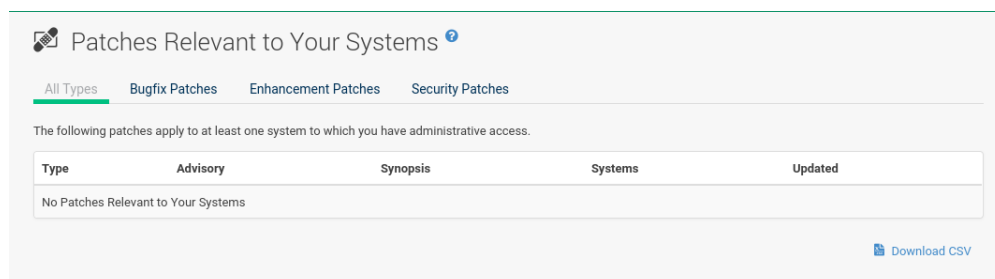 Patches Relevant to Your Systems ?
All Types Bugfix Patches Enhancement Patches Security Patches
The following patches apply to at least one system to which you have administrative access.
Type Advisory Synopsis Systems Updated
No Patches Relevant to Your Systems
Download CSV